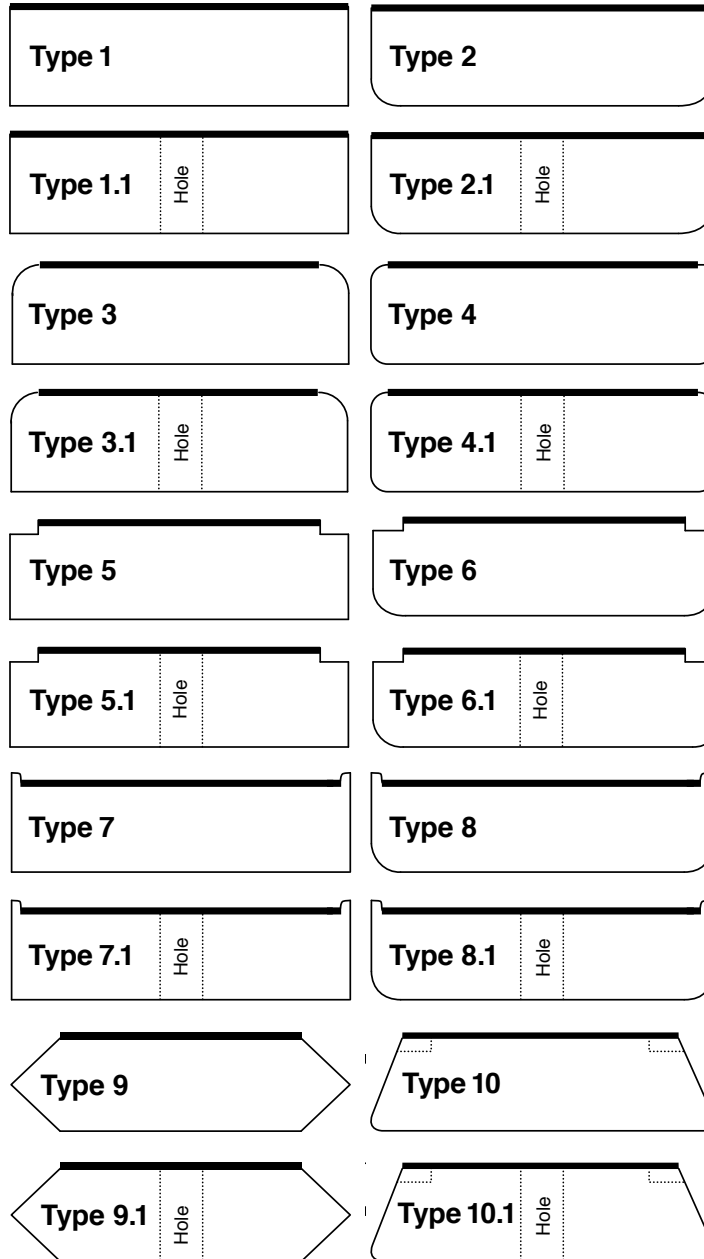 Type 1
Type 2
Type 1.1 Hole
Type 2.1 Hole
Type 3
Type 4
Type 3.1 Hole
Type 4.1 Hole
Type 5
Type 6
Type 5.1 Hole
Type 6.1 Hole
Type 7
Type 8
Type 7.1 Hole
Type 8.1 Hole
Type 9
Type 10
Type 9.1 Hole
Type 10.1 Hole